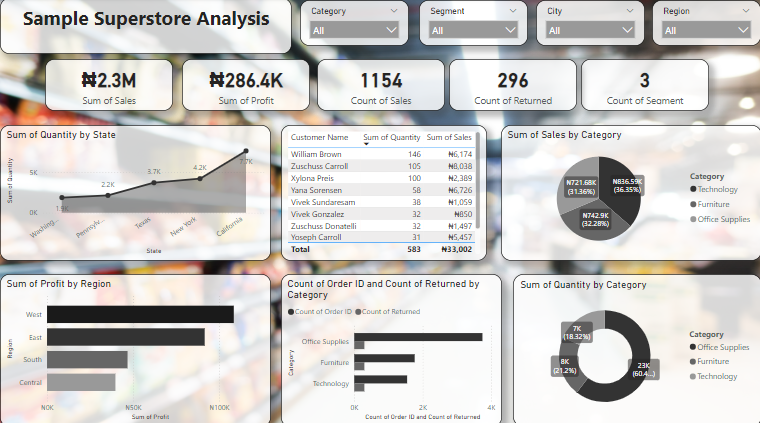 Sample Superstore Analysis
Category
All
Segment
All
City
All
Region
All
₦2.3M
Sum of Sales
₦286.4K
Sum of Profit
1154
Count of Sales
296
Count of Returned
3
Count of Segment
Sum of Quantity by State
Sum of Quantity
5K
0K
1.9K
2.2K
3.7K
4.2K
7.7K
Washing...
Pennsylv...
Texas
New York
California
State
Customer Name Sum of Quantity Sum of Sales
William Brown 146 ₦6,174
Zuschuss Carroll 105 ₦8,038
Xylona Preis 100 ₦2,389
Yana Sorensen 58 ₦6,726
Vivek Sundaresam 38 ₦1,059
Vivek Gonzalez 32 ₦850
Zuschuss Donatelli 32 ₦1,497
Yoseph Carroll 31 ₦5,457
Total 583 ₦33,002
Sum of Sales by Category
₦721.68K
(31.36%)
₦836.59K
(36.35%)
₦742.9K
(32.28%)
Category
Technology
Furniture
Office Supplies
Sum of Profit by Region
Region
West
East
South
Central
₦0K
₦50K
₦100K
Sum of Profit
Count of Order ID and Count of Returned by
Category
Count of Order ID Count of Returned
Category
Office Supplies
Furniture
Technology
0K
2K
4K
Count of Order ID and Count of Returned
Sum of Quantity by Category
7K
(18.32%)
8K
(21.2%)
23K
(60.4...)
Category
Office Supplies
Furniture
Technology